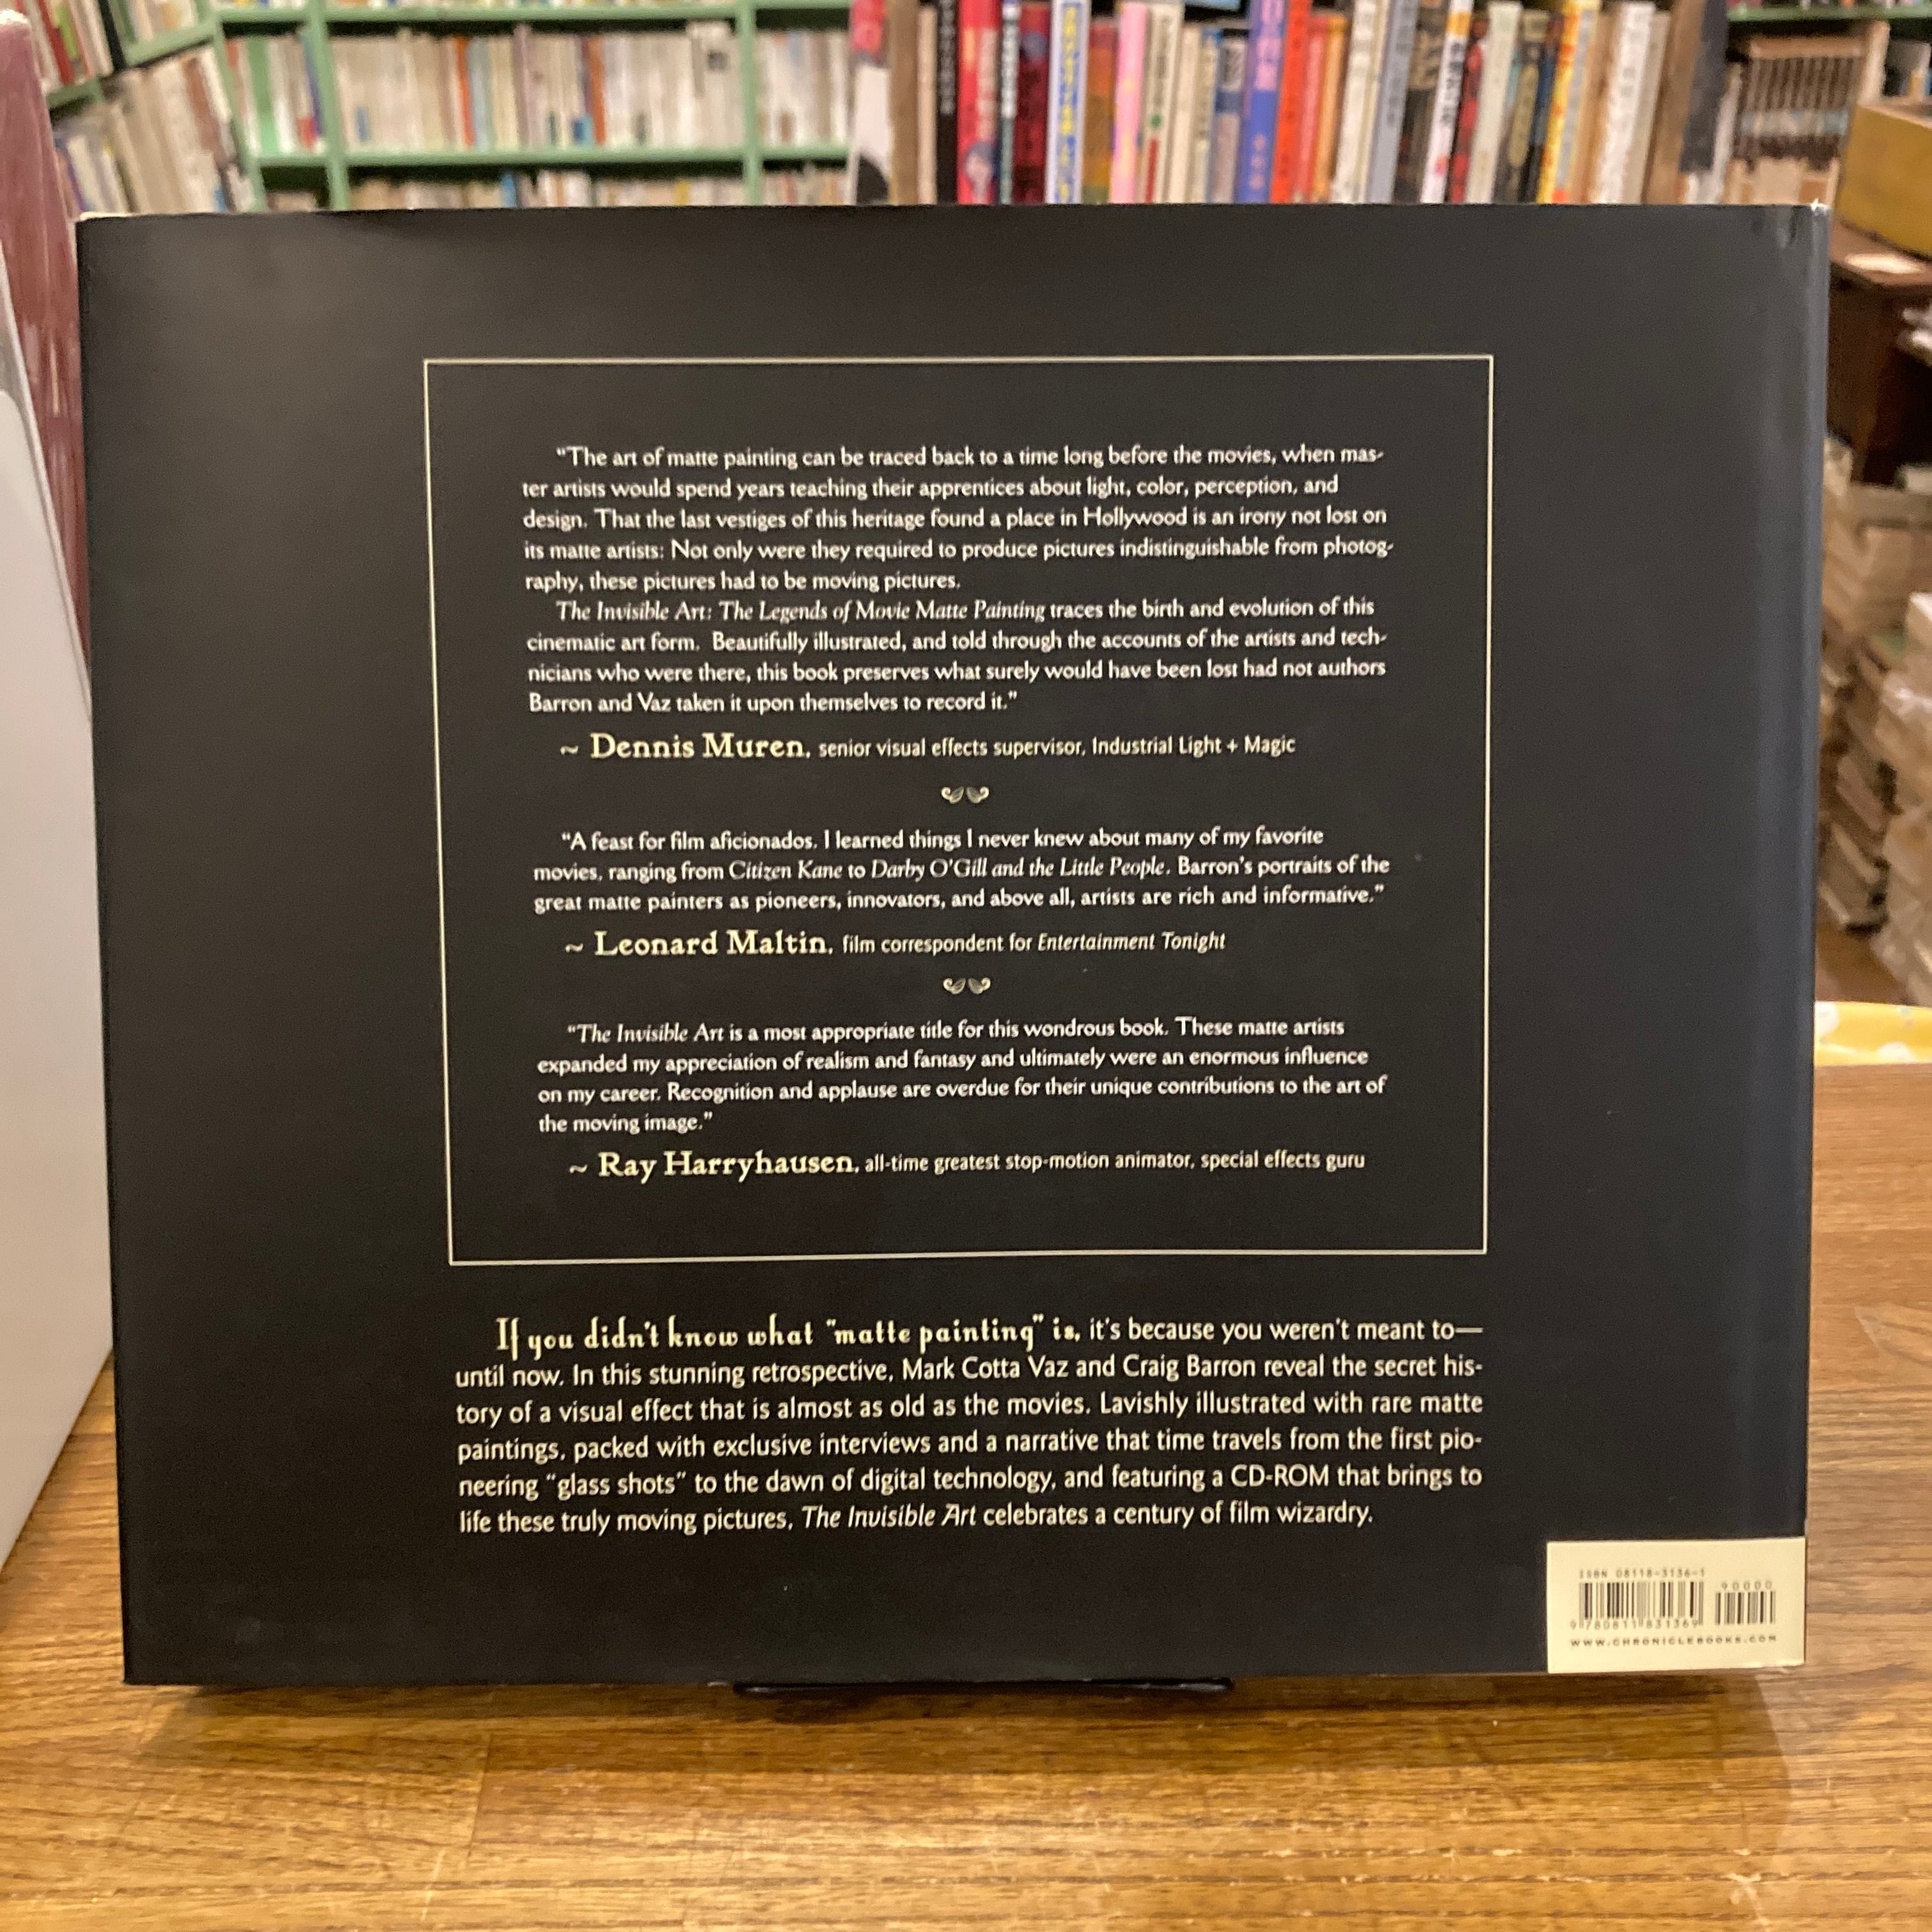 “The art of matte painting can be traced back to a time long before the movies, when mas-
ter artists would spend years teaching their apprentices about light, color, perception, and
design. That the last vestiges of this heritage found a place in Hollywood is an irony not lost on
its matte artists: Not only were they required to produce pictures indistinguishable from photog-
raphy, these pictures had to be moving pictures.
The Invisible Art: The Legends of Movie Matte Painting traces the birth and evolution of this
cinematic art form. Beautifully illustrated, and told through the accounts of the artists and tech-
nicians who were there, this book preserves what surely would have been lost had not authors
Barron and Vaz taken it upon themselves to record it.”
~ Dennis Muren, senior visual effects supervisor, Industrial Light + Magic
“A feast for film aficionados. I learned things I never knew about many of my favorite
movies, ranging from Citizen Kane to Darby O'Gill and the Little People. Barron's portraits of the
great matte painters as pioneers, innovators, and above all, artists are rich and informative.”
~ Leonard Maltin, film correspondent for Entertainment Tonight
“The Invisible Art is a most appropriate title for this wondrous book. These matte artists
expanded my appreciation of realism and fantasy and ultimately were an enormous influence
on my career. Recognition and applause are overdue for their unique contributions to the art of
the moving image.”
~ Ray Harryhausen, all-time greatest stop-motion animator, special effects guru
If you didn't know what "matte painting" is, it's because you weren't meant to—
until now. In this stunning retrospective, Mark Cotta Vaz and Craig Barron reveal the secret his-
tory of a visual effect that is almost as old as the movies. Lavishly illustrated with rare matte
paintings, packed with exclusive interviews and a narrative that time travels from the first pio-
neering “glass shots” to the dawn of digital technology, and featuring a CD-ROM that brings to
life these truly moving pictures, The Invisible Art celebrates a century of film wizardry.
ISBN 08118-3136-1
90000
9 780811 831369
WWW.CHRONICLEBOOKS.COM